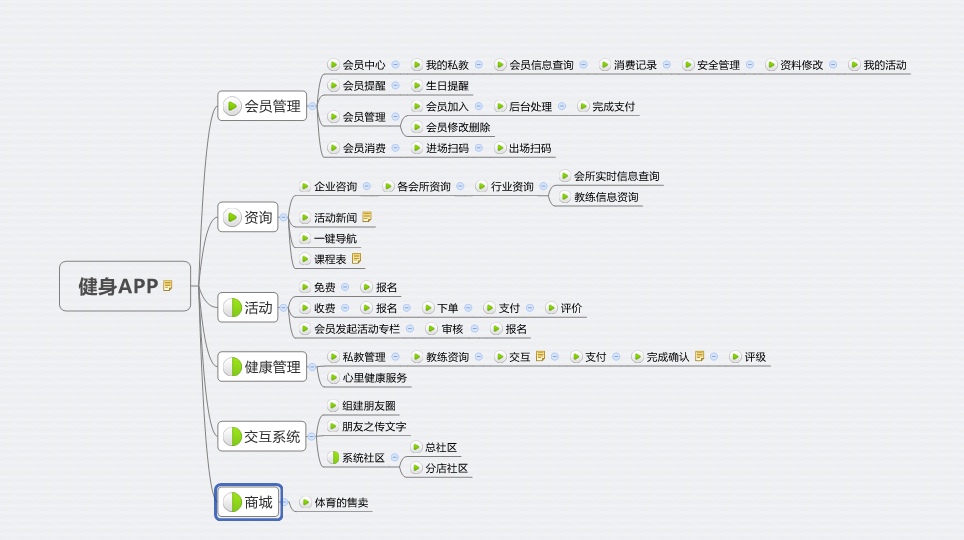 健身APP
会员管理
会员中心 我的私教 会员信息查询 消费记录 安全管理 资料修改 我的活动
会员提醒 生日提醒
会员管理
会员加入 后台处理 完成支付
会员修改删除
会员消费 进场扫码 出场扫码
资询
企业咨询 各会所资询 行业资询
会所实时信息查询
教练信息资询
活动新闻
一键导航
课程表
活动
免费 报名
收费 报名 下单 支付 评价
会员发起活动专栏 审核 报名
健康管理
私教管理 教练资询 交互 支付 完成确认 评级
心里健康服务
交互系统
组建朋友圈
朋友之传文字
系统社区
总社区
分店社区
商城
体育的售卖